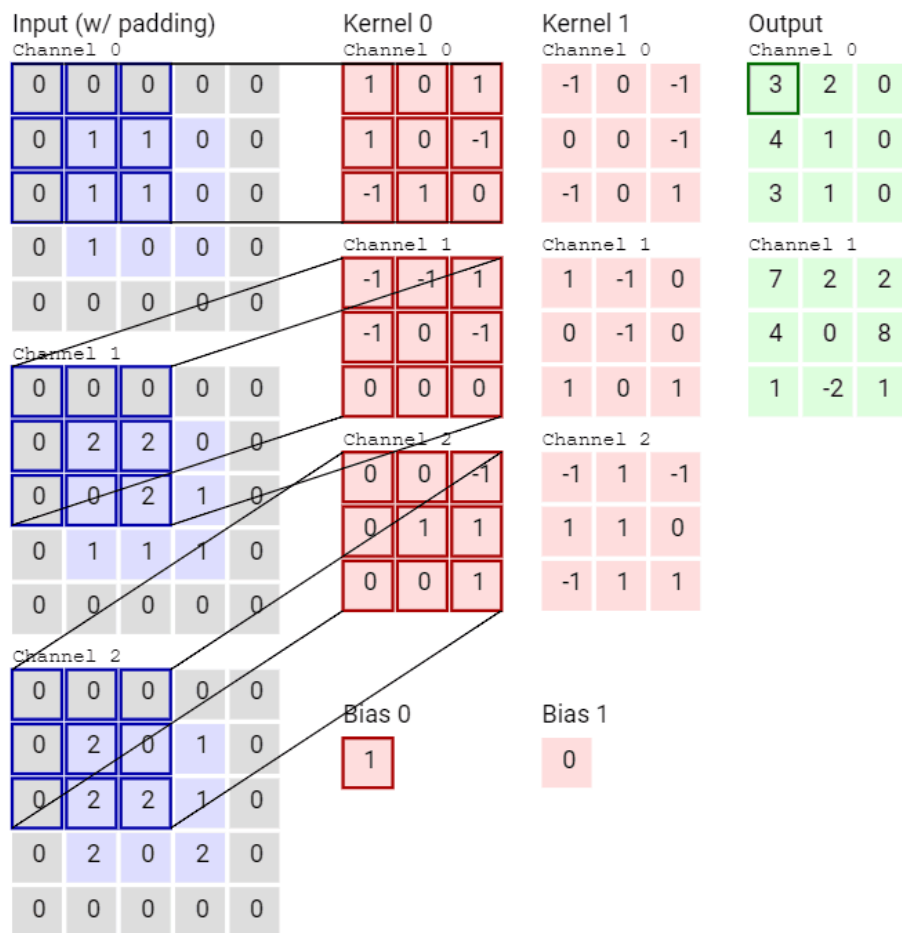 Input (w/ padding)
Channel 0
0 0 0 0 0
0 1 1 0 0
0 1 1 0 0
0 1 0 0 0
0 0 0 0 0
Channel 1
0 0 0 0 0
0 2 2 0 0
0 0 2 1 0
0 1 1 1 0
0 0 0 0 0
Channel 2
0 0 0 0 0
0 2 0 1 0
0 2 2 1 0
0 2 0 2 0
0 0 0 0 0
Kernel 0
Channel 0
1 0 1
1 0 -1
-1 1 0
Channel 1
-1 -1 1
-1 0 -1
0 0 0
Channel 2
0 0 -1
0 1 1
0 0 1
Bias 0
1
Kernel 1
Channel 0
-1 0 -1
0 0 -1
-1 0 1
Channel 1
1 -1 0
0 -1 0
1 0 1
Channel 2
-1 1 -1
1 1 0
-1 1 1
Bias 1
0
Output
Channel 0
3 2 0
4 1 0
3 1 0
Channel 1
7 2 2
4 0 8
1 -2 1